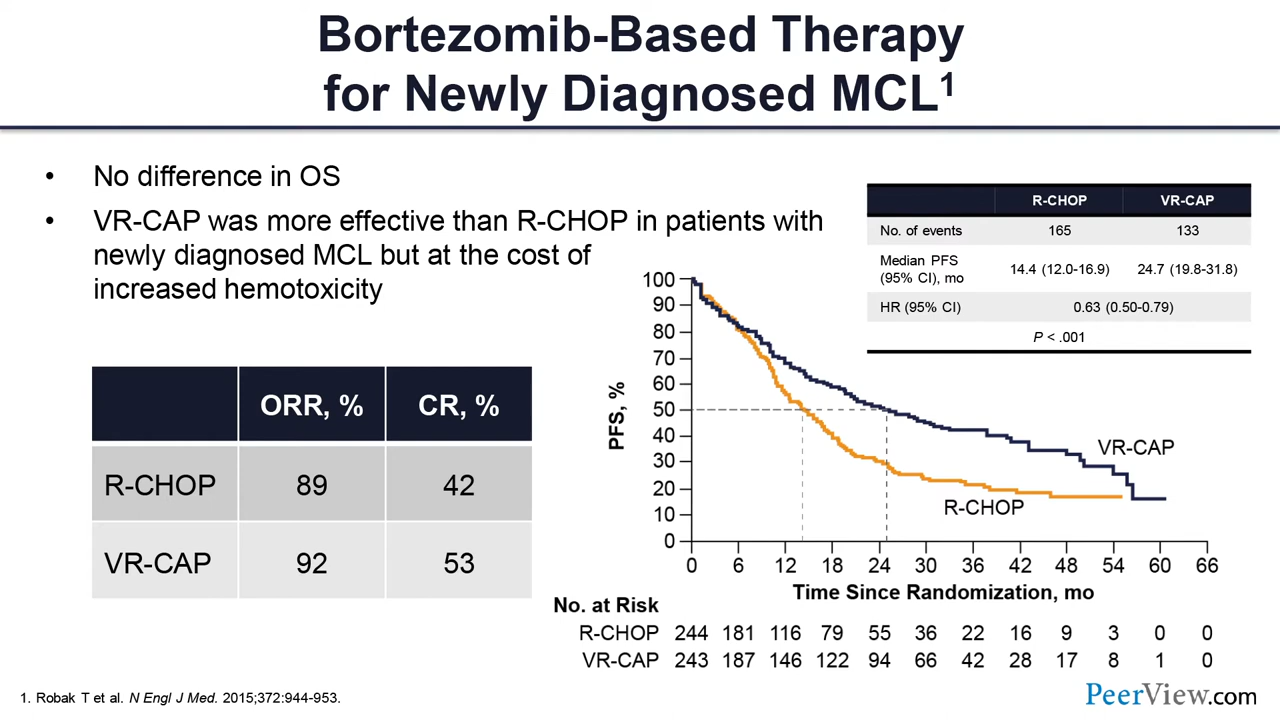 Bortezomib-Based Therapy
for Newly Diagnosed MCL1
• No difference in OS
• VR-CAP was more effective than R-CHOP in patients with
newly diagnosed MCL but at the cost of
increased hemotoxicity
ORR, % CR, %
R-CHOP 89 42
VR-CAP 92 53
R-CHOP VR-CAP
No. of events 165 133
Median PFS
(95% CI), mo 14.4 (12.0-16.9) 24.7 (19.8-31.8)
HR (95% CI) 0.63 (0.50-0.79)
P < .001
PFS, %
100
90
80
70
60
50
40
30
20
10
0
VR-CAP
R-CHOP
0 6 12 18 24 30 36 42 48 54 60 66
Time Since Randomization, mo
No. at Risk
R-CHOP 244 181 116 79 55 36 22 16 9 3 0 0
VR-CAP 243 187 146 122 94 66 42 28 17 8 1 0
1. Robak T et al. N Engl J Med. 2015;372:944-953.
PeerView.com